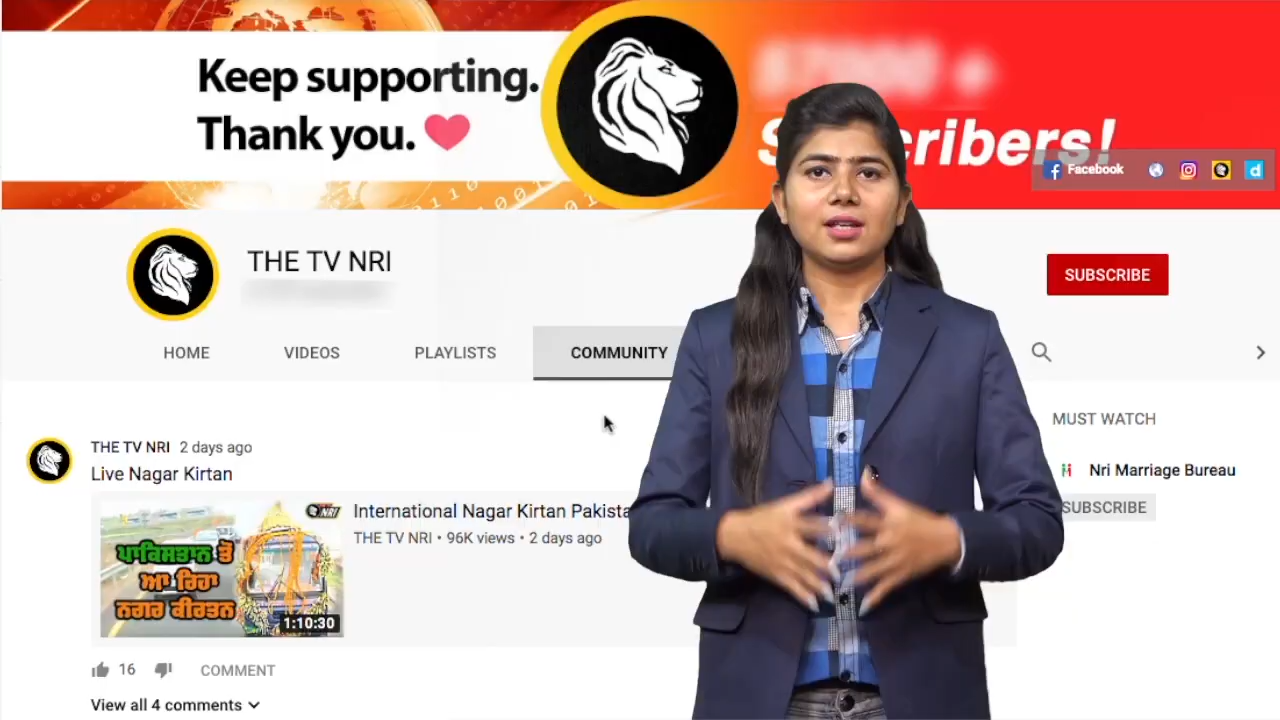 Keep supporting.
Thank you.
Facebook
THE TV NRI
SUBSCRIBE
HOME
VIDEOS
PLAYLISTS
COMMUNITY
MUST WATCH
THE TV NRI 2 days ago
Live Nagar Kirtan
Nri Marriage Bureau
SUBSCRIBE
International Nagar Kirtan
THE TV NRI • 96K views • 2 days ago
ਪਾਕਿਸਤਾਨ ਤੋਂ
ਆ ਰਿਹਾ
ਨਗਰ ਕੀਰਤਨ
1:10:30
16
COMMENT
View all 4 comments